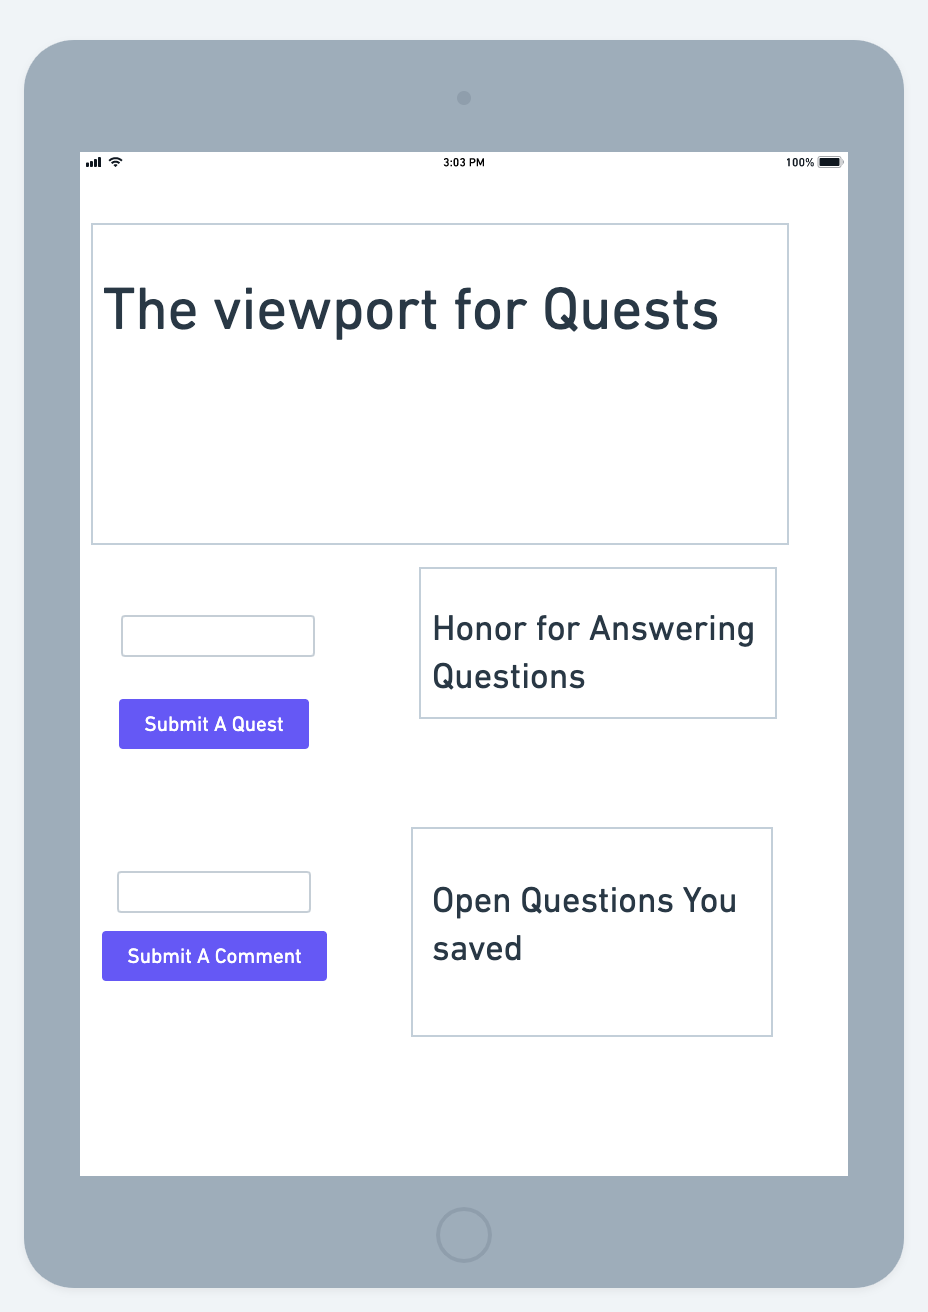 3:03 PM
100%
The viewport for Quests
Honor for Answering
Questions
Submit A Quest
Open Questions You
saved
Submit A Comment